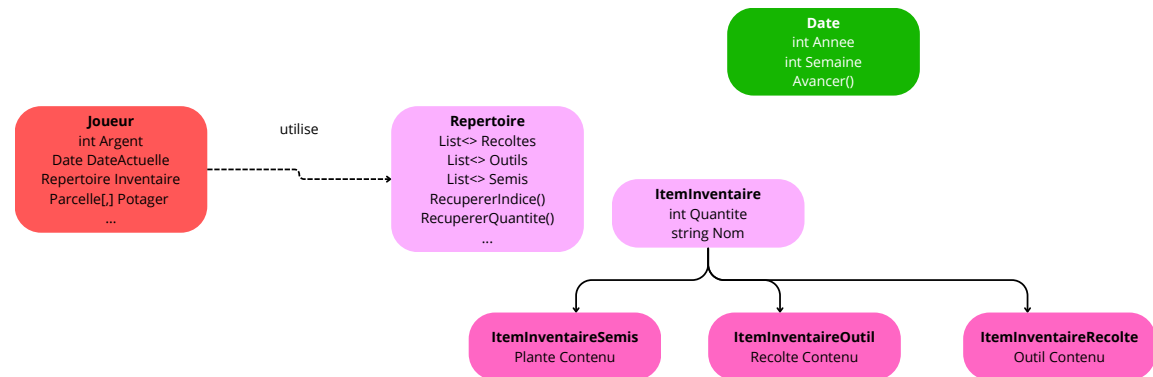 Date
int Annee
int Semaine
Avancer()
Joueur
int Argent
Date DateActuelle
Repertoire Inventaire
Parcelle[,] Potager
...
utilise
Repertoire
List<> Recoltes
List<> Outils
List<> Semis
RecupererIndice()
RecupererQuantite()
...
ItemInventaire
int Quantite
string Nom
ItemInventaireSemis
Plante Contenu
ItemInventaireOutil
Recolte Contenu
ItemInventaireRecolte
Outil Contenu